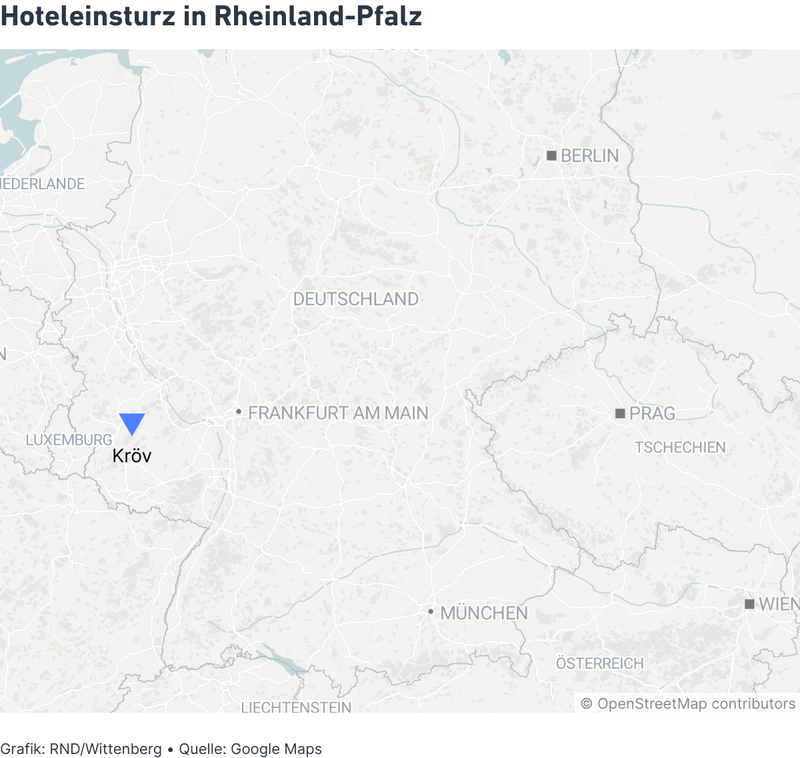 Hoteleinsturz in Rheinland-Pfalz
BERLIN
IEDERLANDE
DEUTSCHLAND
N
FRANKFURT AM MAIN
PRAG
LUXEMBURG
TSCHECHIEN
Kröv
WIEN
MÜNCHEN
ÖSTERREICH
LIECHTENSTEIN
© OpenStreetMap contributors
Grafik: RND/Wittenberg • Quelle: Google Maps